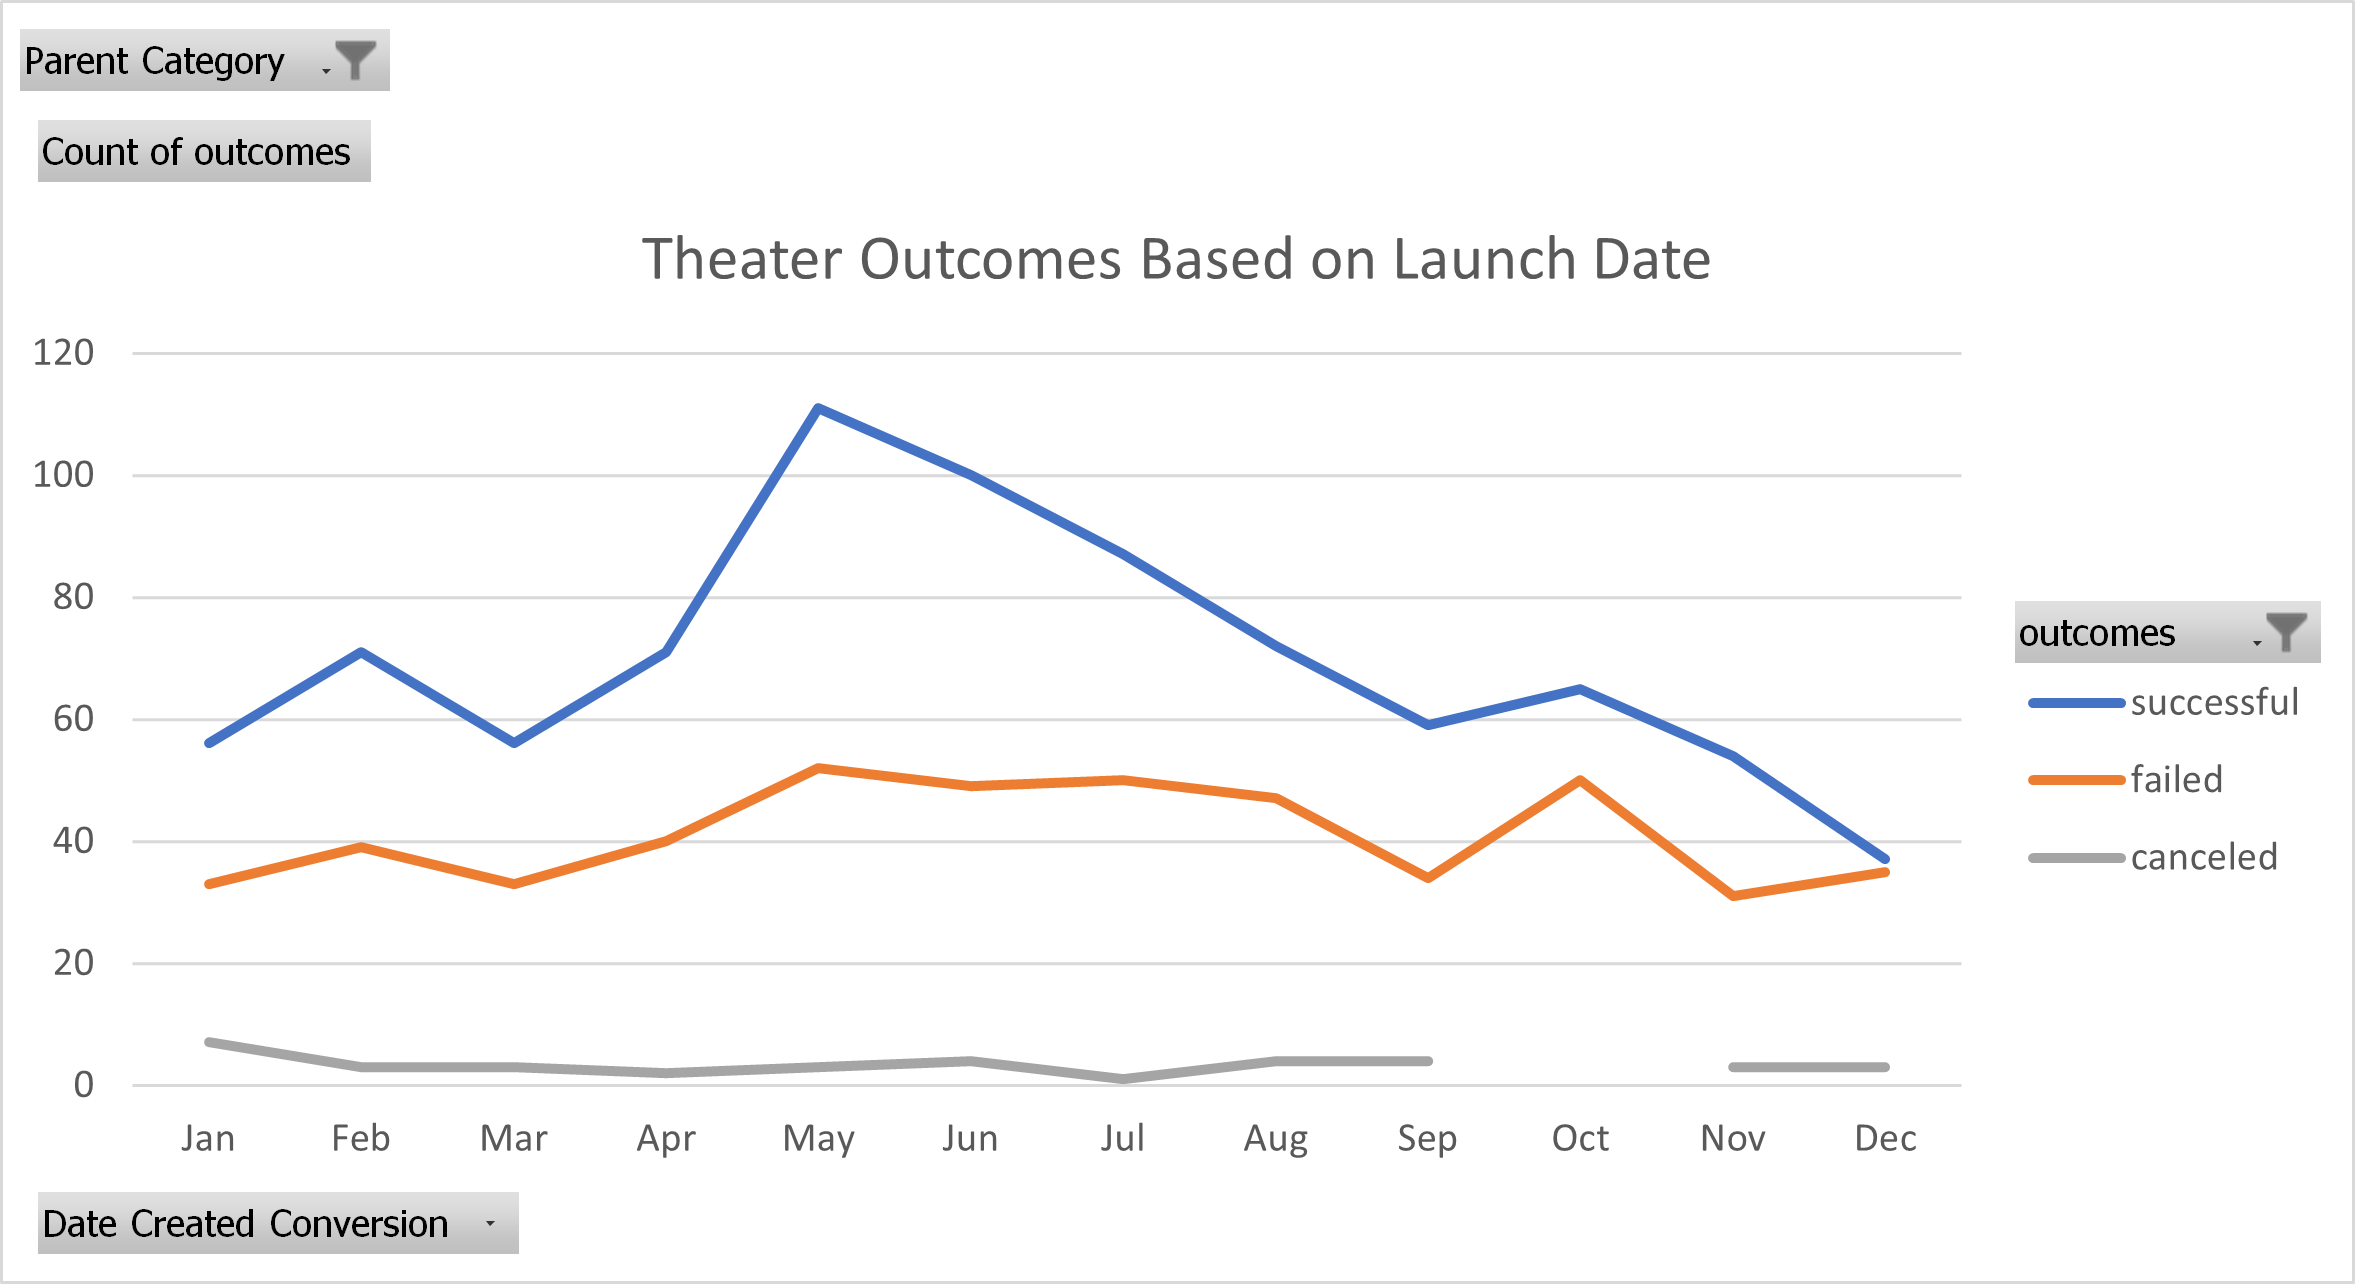 Parent Category
Count of outcomes
Theater Outcomes Based on Launch Date
120
100
80
60
40
20
0
Jan Feb Mar Apr May Jun Jul Aug Sep Oct Nov Dec
outcomes
successful
failed
canceled
Date Created Conversion